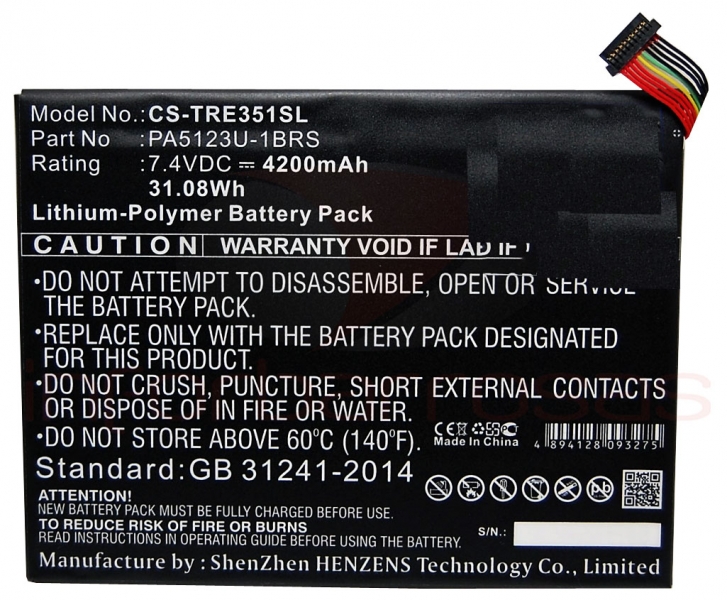 Model No.:CS-TRE351SL
Part No :PA5123U-1BRS
Rating :7.4VDC ⎓ 4200mAh
31.08Wh
Lithium-Polymer Battery Pack
CAUTION WARRANTY VOID IF
•DO NOT ATTEMPT TO DISASSEMBLE, OPEN OR SERVICE
THE BATTERY PACK.
•REPLACE ONLY WITH THE BATTERY PACK DESIGNATED
FOR THIS PRODUCT.
•DO NOT CRUSH, PUNCTURE, SHORT EXTERNAL CONTACTS
OR DISPOSE OF IN FIRE OR WATER.
•DO NOT STORE ABOVE 60°C (140°F).
CE
Made in China
4 894128 093275
Standard:GB 31241-2014
Pb
ATTENTION!
NEW BATTERY PACK MUST BE FULLY CHARGED BEFORE USE.
TO REDUCE RISK OF FIRE OR BURNS
READ INSTRUCTIONS IN OPERATING GUIDE BEFORE USING THE BATTERY.
S/N.:
Manufacture by : ShenZhen HENZENS Technology Co., Limited